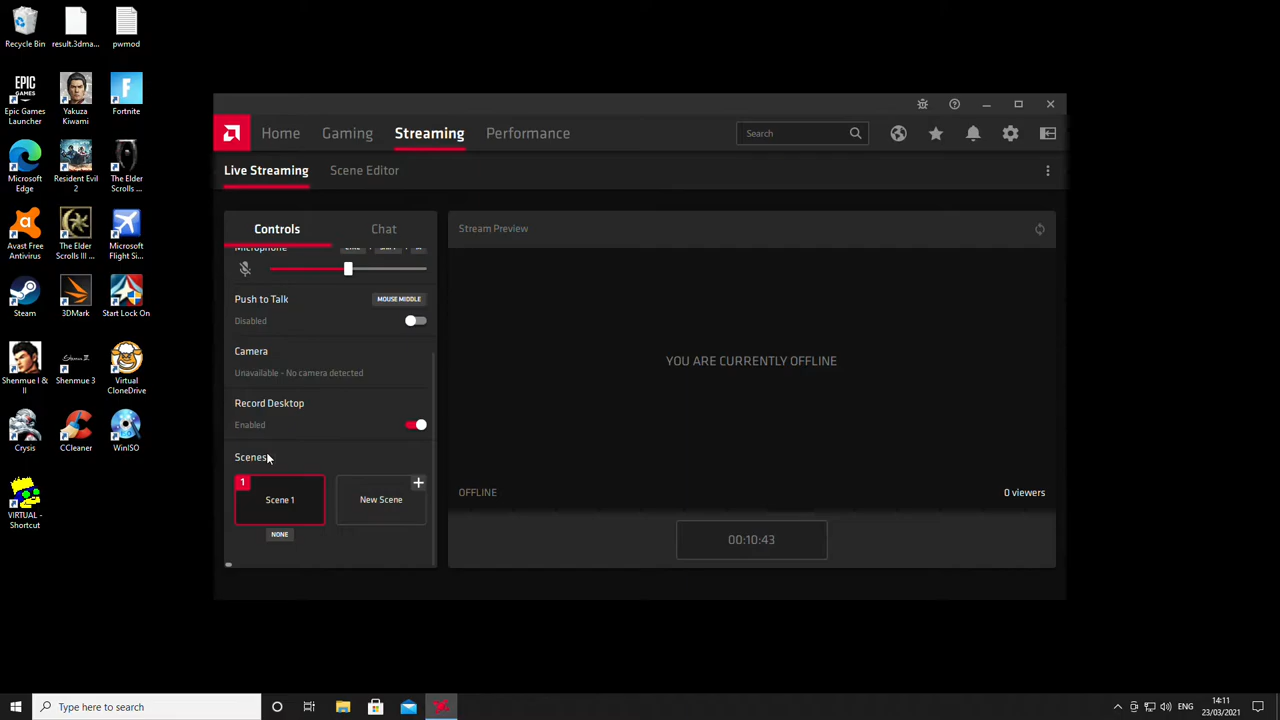 Recycle Bin
result.3dma...
pwmod
EPIC
GAMES
Epic Games
Launcher
Yakuza
Kiwami
Fortnite
Microsoft
Edge
Resident Evil
2
The Elder
Scrolls ...
Avast Free
Antivirus
The Elder
Scrolls III ...
Microsoft
Flight Si...
Steam
3DMark
Start Lock On
Shenmue I &
II
Shenmue 3
Virtual
CloneDrive
Crysis
CCleaner
WinISO
VIRTUAL -
Shortcut
Home
Gaming
Streaming
Performance
Search
Live Streaming
Scene Editor
Controls
Chat
Microphone
Push to Talk
MOUSE MIDDLE
Disabled
Camera
Unavailable - No camera detected
Record Desktop
Enabled
Scenes
1
Scene 1
New Scene
NONE
Stream Preview
YOU ARE CURRENTLY OFFLINE
OFFLINE
0 viewers
00:10:43
Type here to search
ENG
14:11
23/03/2021